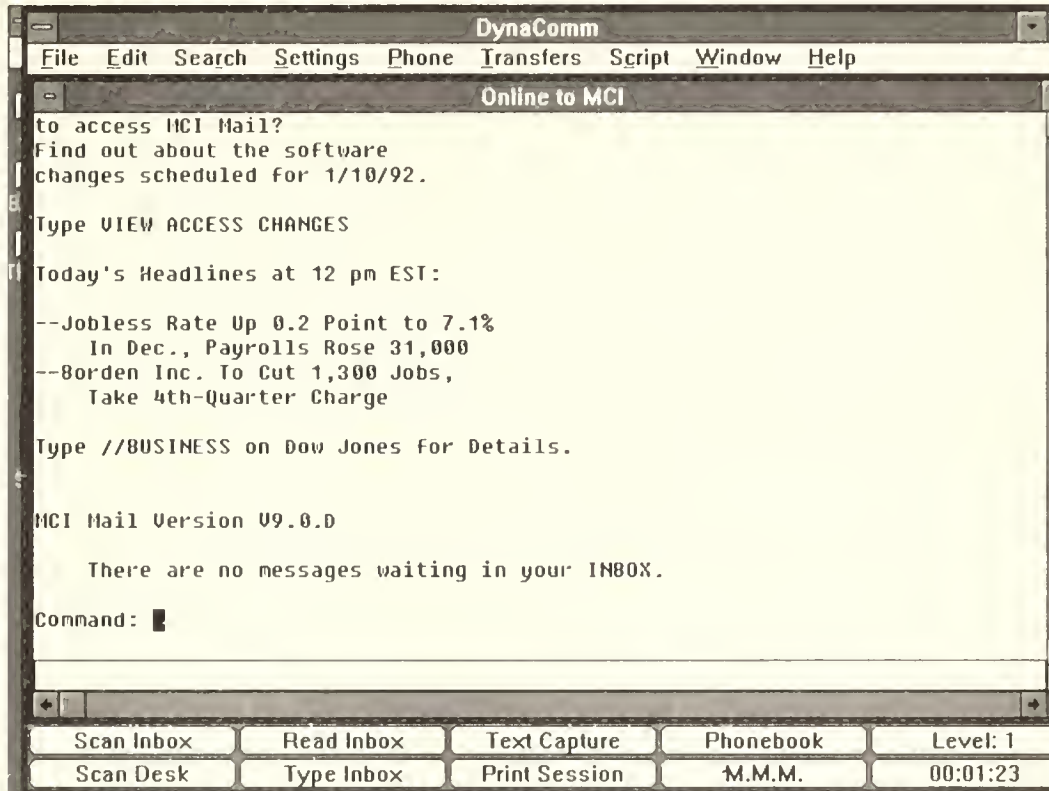 DynaComm
File Edit Search Settings Phone Transfers Script Window Help
Online to MCI
to access MCI Mail?
Find out about the software
changes scheduled for 1/10/92.
Type VIEW ACCESS CHANGES
Today's Headlines at 12 pm EST:
--Jobless Rate Up 0.2 Point to 7.1%
In Dec., Payrolls Rose 31,000
--Borden Inc. To Cut 1,300 Jobs,
Take 4th-Quarter Charge
Type //BUSINESS on Dow Jones for Details.
MCI Mail Version V9.0.D
There are no messages waiting in your INBOX.
Command:
Scan Inbox Read Inbox Text Capture Phonebook Level: 1
Scan Desk Type Inbox Print Session M.M.M. 00:01:23